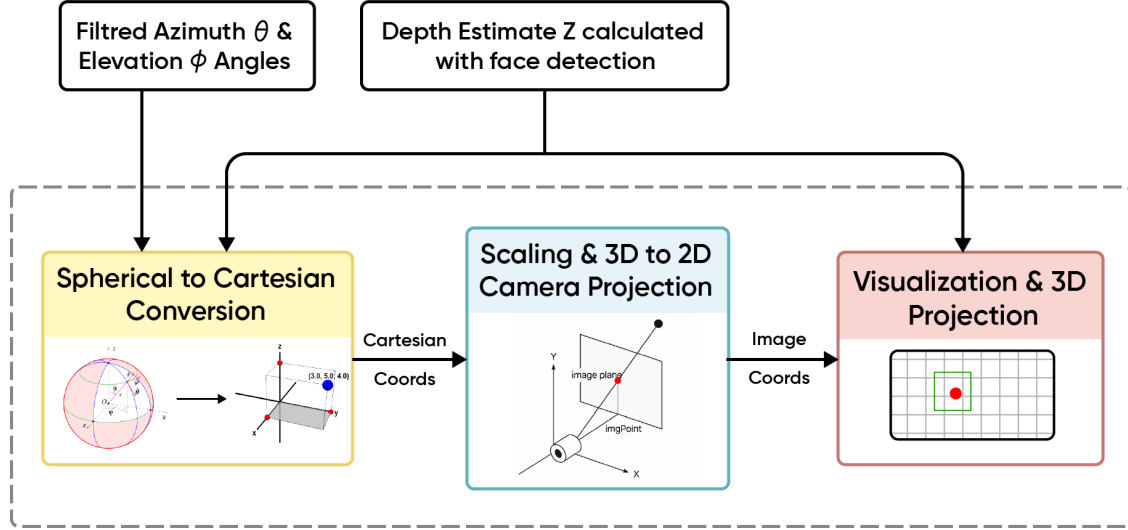 Filtred Azimuth θ &
Elevation ϕ Angles
Depth Estimate Z calculated
with face detection
Spherical to Cartesian
Conversion
z
(3.0, 5.0, 4.0)
y
x
Cartesian
Coords
Scaling & 3D to 2D
Camera Projection
Y
image plane
imgPoint
X
Image
Coords
Visualization & 3D
Projection